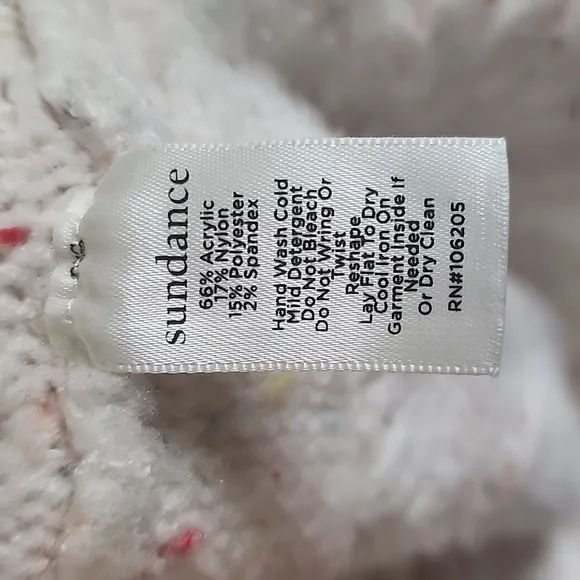 sundance
66% Acrylic
17% Nylon
15% Polyester
2% Spandex
Hand Wash Cold
Mild Detergent
Do Not Bleach
Do Not Wring Or
Twist
Reshape
Lay Flat To Dry
Cool Iron On
Garment Inside If
Needed
Or Dry Clean
RN#106205